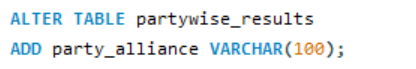 ALTER TABLE partywise_results
ADD party_alliance VARCHAR(100);